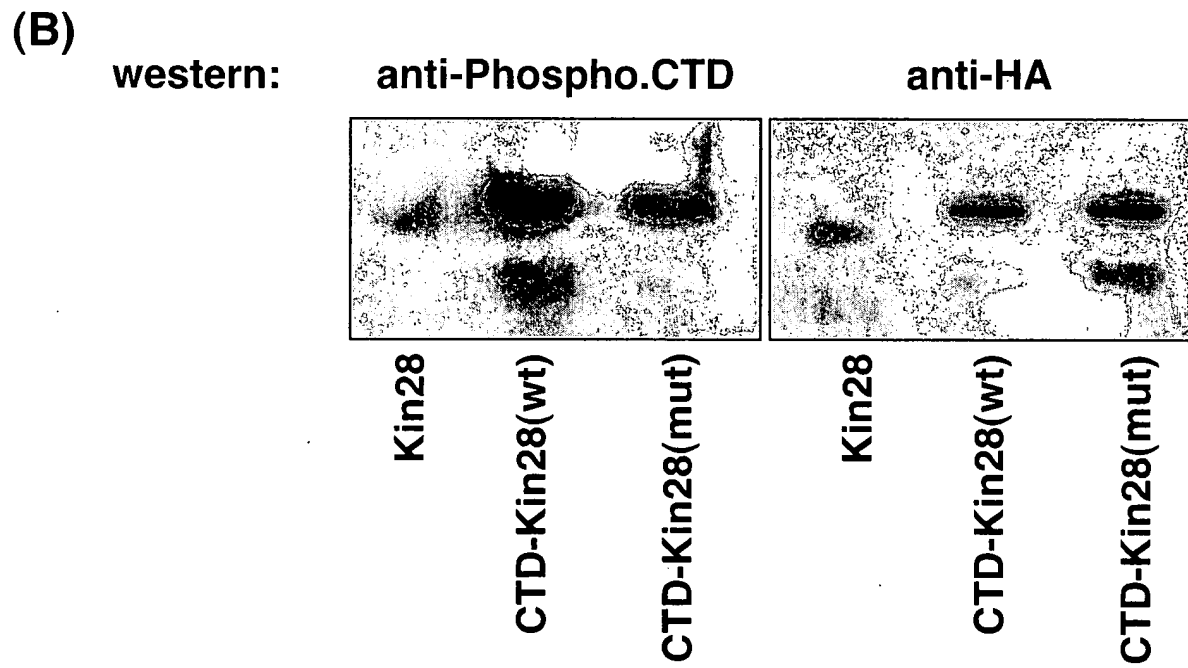 (B)
western: anti-Phospho.CTD anti-HA
Kin28
CTD-Kin28(wt)
CTD-Kin28(mut)
Kin28
CTD-Kin28(wt)
CTD-Kin28(mut)